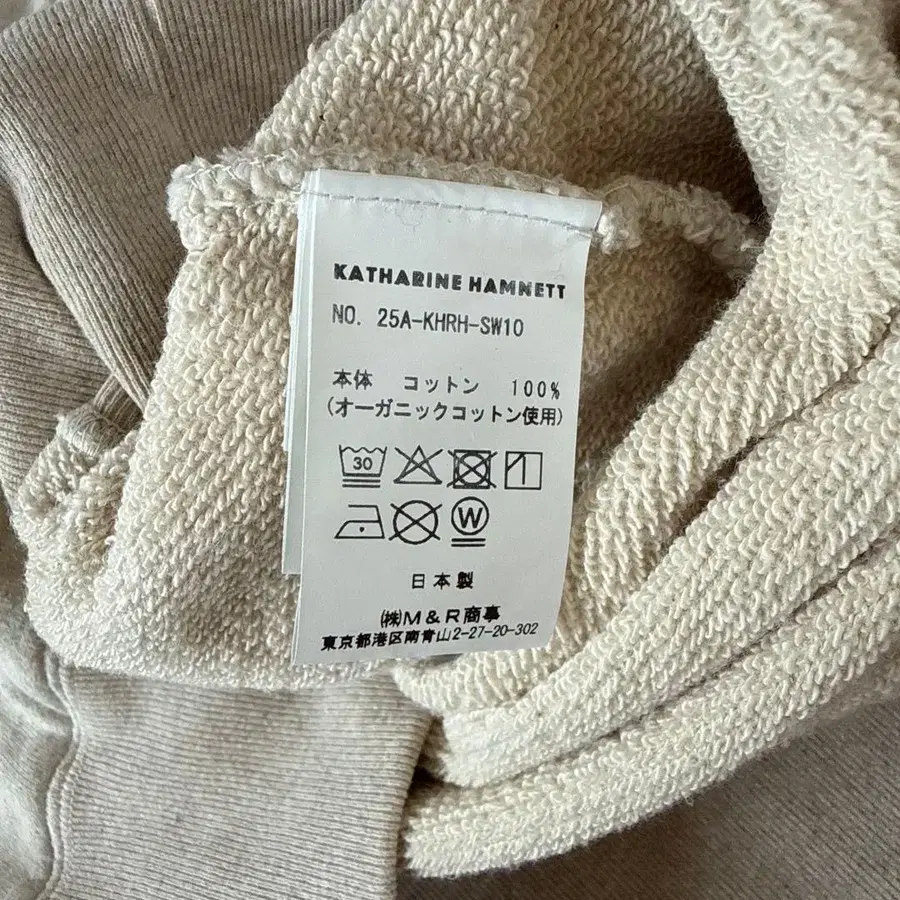 KATHARINE HAMNETT
NO. 25A-KHRH-SW10
本体 コットン 100%
(オーガニックコットン使用)
30
W
日本製
㈱M&R商事
東京都港区南青山2-27-20-302